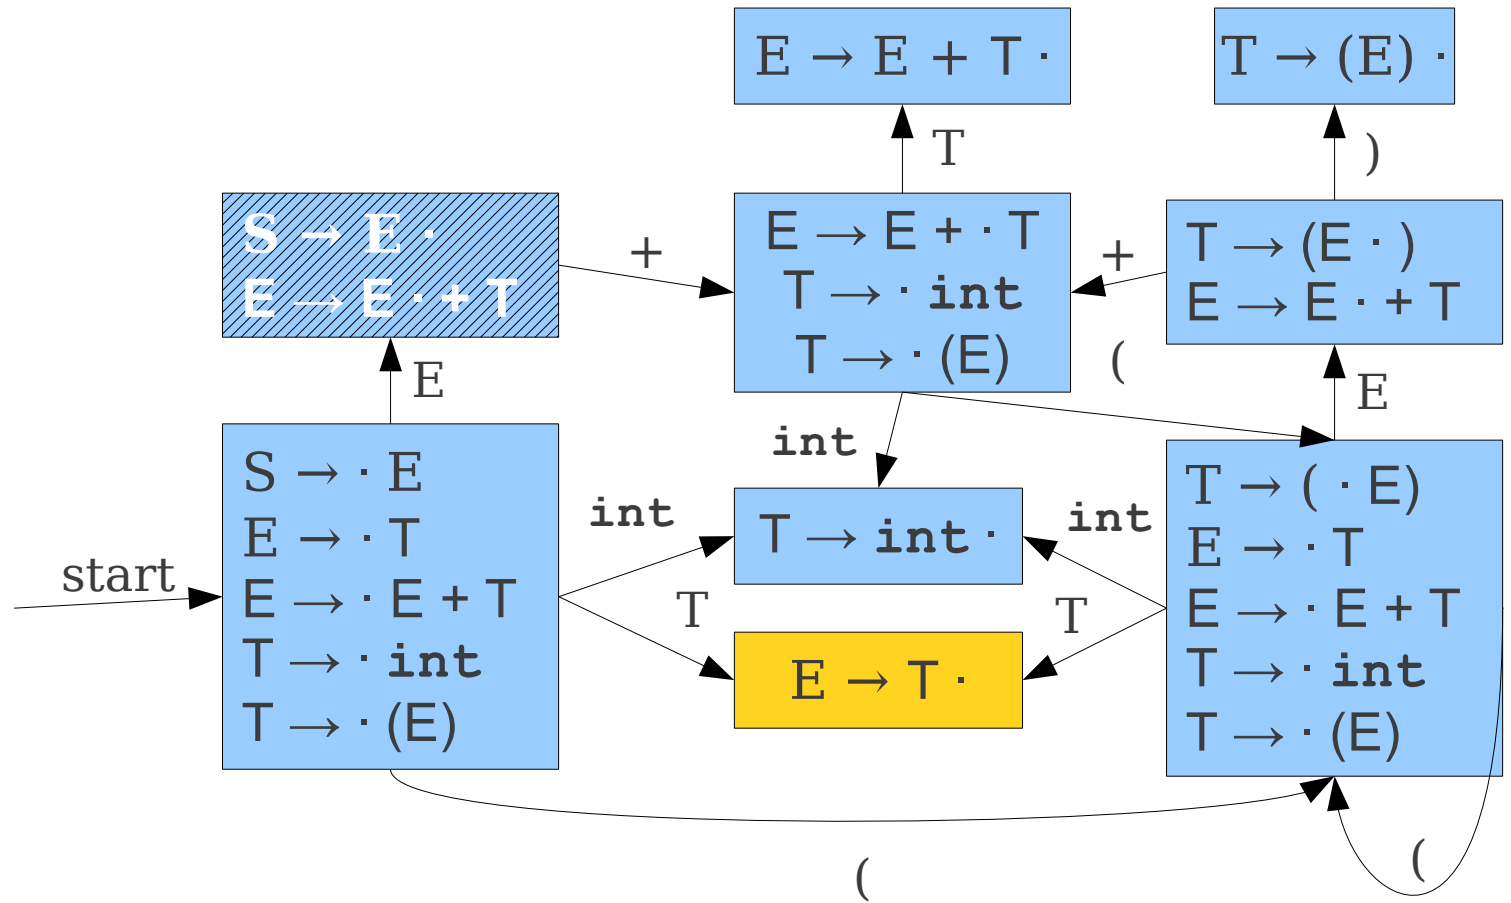 E → E + T ·
T → (E) ·
T
)
S → E ·
E → E · + T
+
E → E + · T
T → · int
T → · (E)
+
T → (E · )
E → E · + T
E
(
E
int
S → · E
E → · T
E → · E + T
T → · int
T → · (E)
start
int
T
T → int ·
E → T ·
int
T
T → ( · E)
E → · T
E → · E + T
T → · int
T → · (E)
(
(